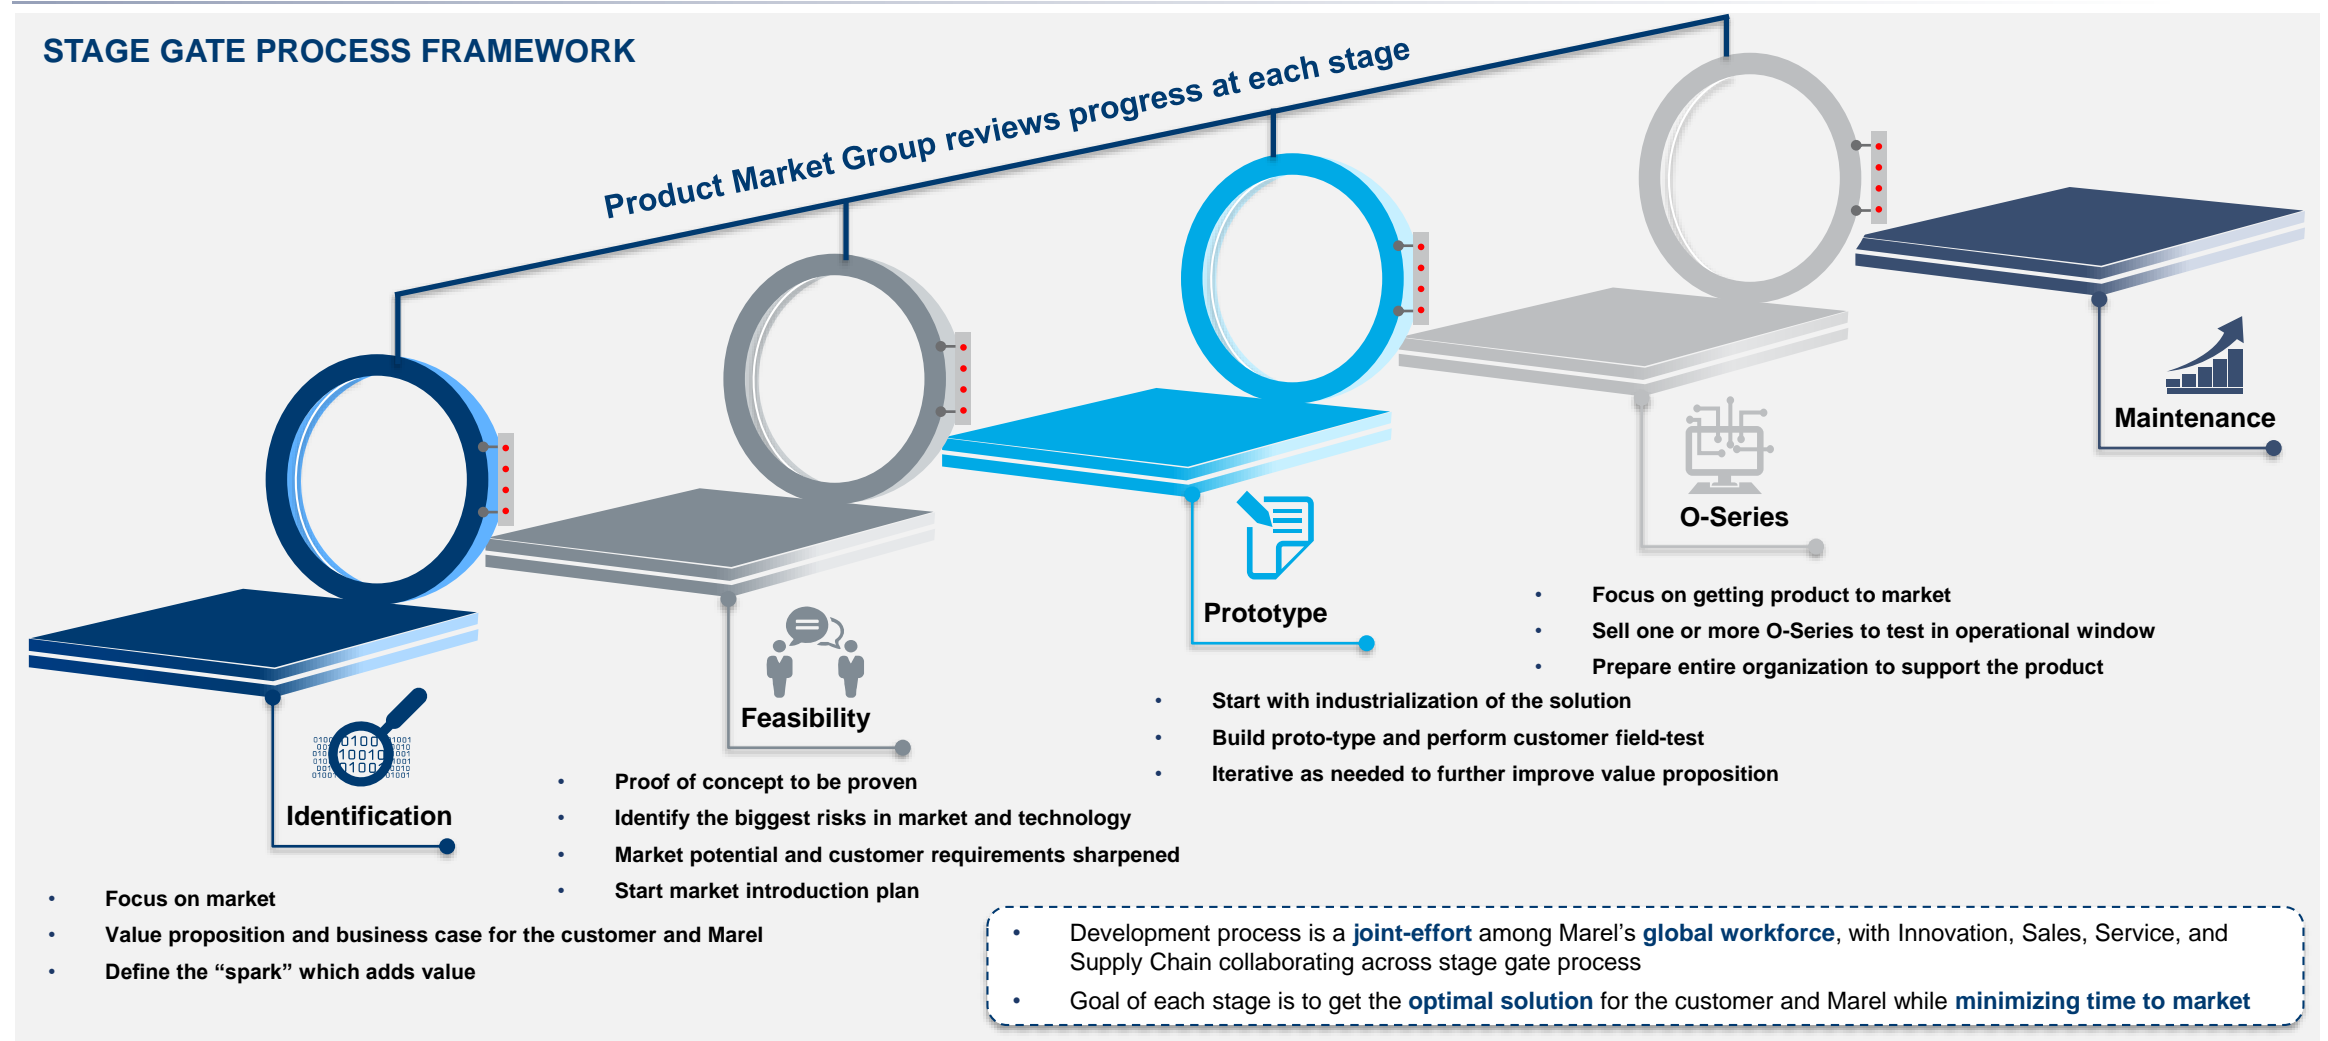 STAGE GATE PROCESS FRAMEWORK
Product Market Group reviews progress at each stage
Identification
• Focus on market
• Value proposition and business case for the customer and Marel
• Define the “spark” which adds value
Feasibility
• Proof of concept to be proven
• Identify the biggest risks in market and technology
• Market potential and customer requirements sharpened
• Start market introduction plan
Prototype
• Start with industrialization of the solution
• Build proto-type and perform customer field-test
• Iterative as needed to further improve value proposition
O-Series
• Focus on getting product to market
• Sell one or more O-Series to test in operational window
• Prepare entire organization to support the product
Maintenance
• Development process is a joint-effort among Marel’s global workforce, with Innovation, Sales, Service, and
Supply Chain collaborating across stage gate process
• Goal of each stage is to get the optimal solution for the customer and Marel while minimizing time to market